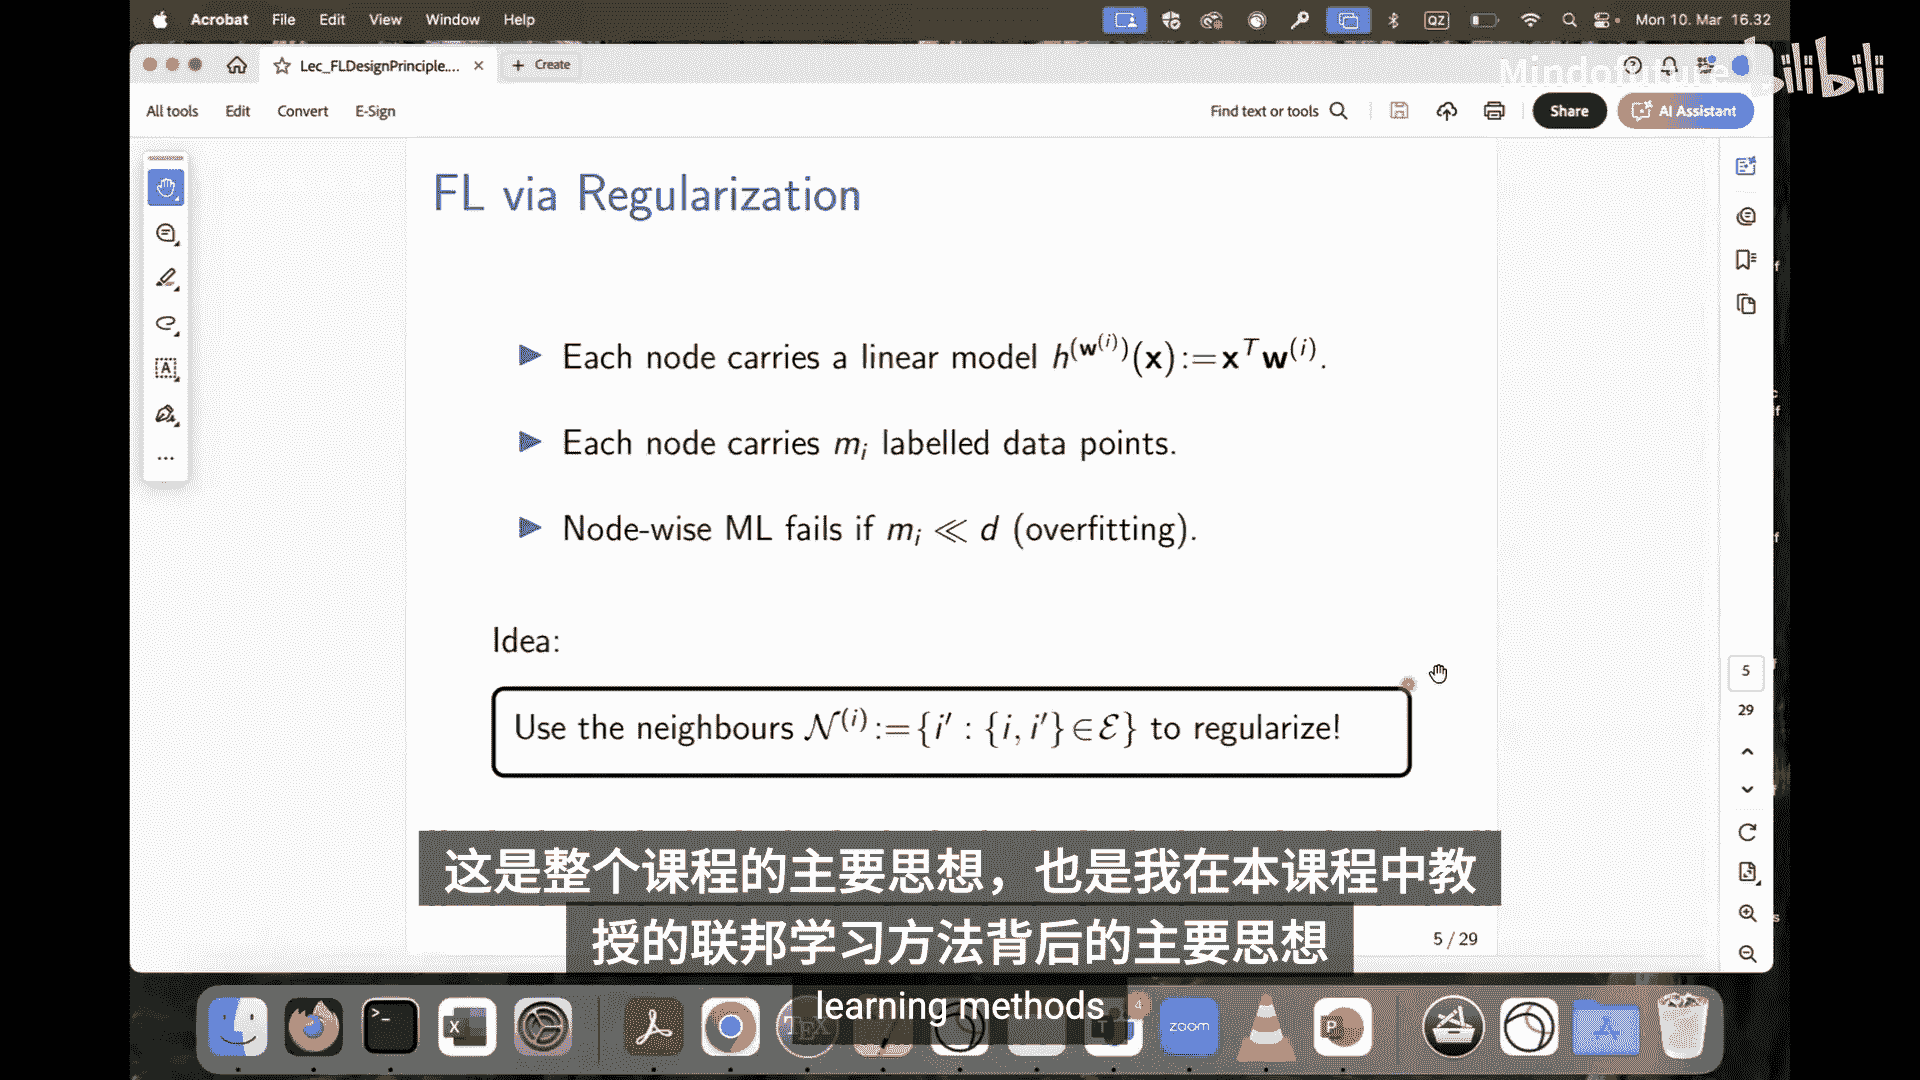 Acrobat File Edit View Window Help
QZ
Mon 10. Mar 16.32
Lec_FLDesignPrinciple....
Create
bilibili
All tools Edit Convert E-Sign
Find text or tools
Share
AI Assistant
FL via Regularization
Each node carries a linear model h^(w^(i))(x):=x^T w^(i).
Each node carries m_i labelled data points.
Node-wise ML fails if m_i ≪ d (overfitting).
Idea:
Use the neighbours 𝒩^(i):={i′ : {i, i′}∈ℰ} to regularize!
5
29
5 / 29
这是整个课程的主要思想，也是我在本课程中教
授的联邦学习方法背后的主要思想
learning methods
zoom
4